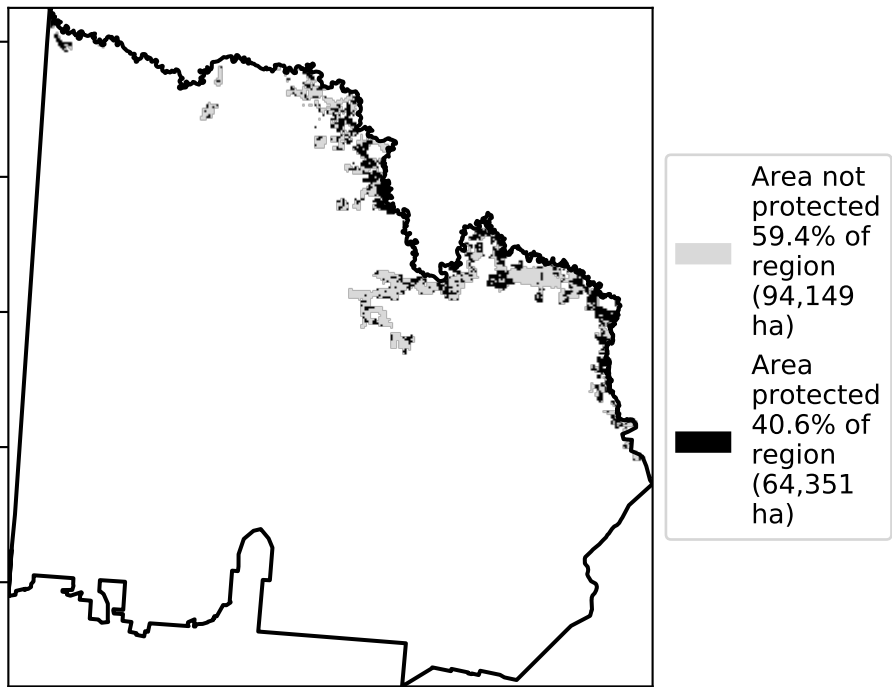 Area not
protected
59.4% of
region
(94,149
ha)
Area
protected
40.6% of
region
(64,351
ha)